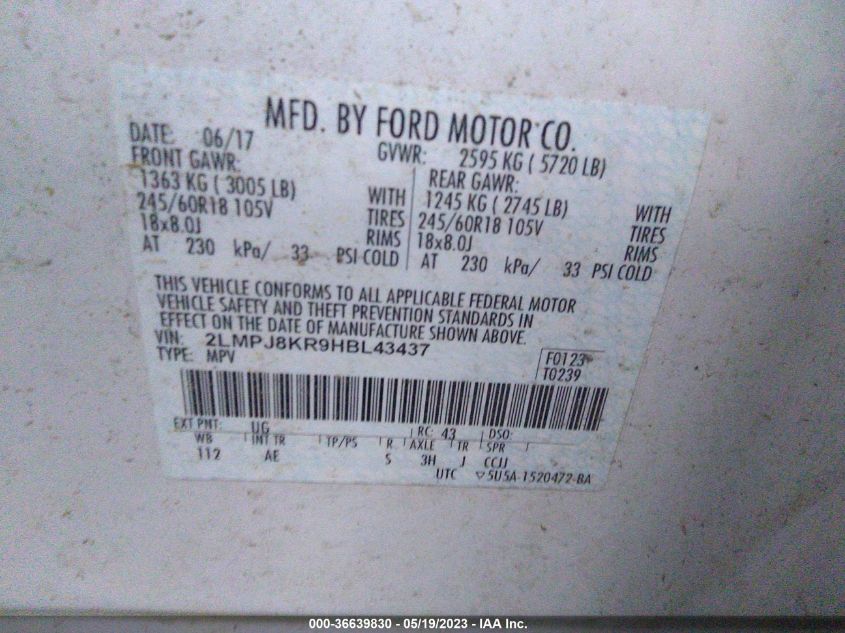 MFD. BY FORD MOTOR CO.
DATE: 06/17 GVWR: 2595 KG ( 5720 LB)
FRONT GAWR: REAR GAWR:
1363 KG ( 3005 LB) WITH 1245 KG ( 2745 LB) WITH
245/60R18 105V TIRES 245/60R18 105V TIRES
18x8.0J RIMS 18x8.0J RIMS
AT 230 kPa/ 33 PSI COLD AT 230 kPa/ 33 PSI COLD
THIS VEHICLE CONFORMS TO ALL APPLICABLE FEDERAL MOTOR
VEHICLE SAFETY AND THEFT PREVENTION STANDARDS IN
EFFECT ON THE DATE OF MANUFACTURE SHOWN ABOVE.
VIN: 2LMPJ8KR9HBL43437
TYPE: MPV F0123
T0239
EXT PNT: UG RC: 43 DSO:
WB INT TR TP/PS R AXLE TR SPR
112 AE S 3H J CCJJ
UTC ▽5U5A-1520472-BA
000-36639830 - 05/19/2023 - IAA Inc.